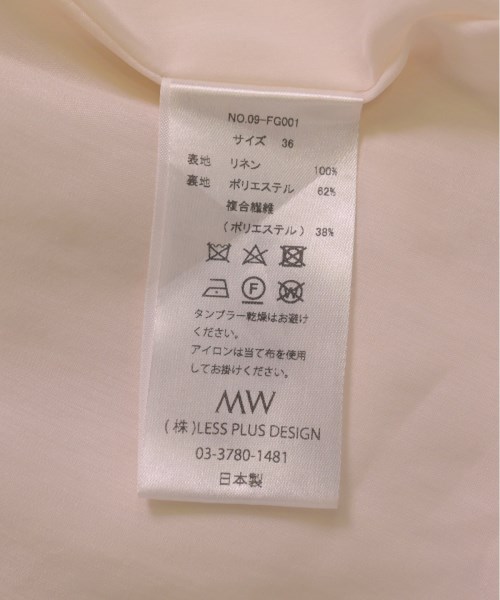 NO.09-FG001
サイズ 36
表地 リネン 100%
裏地 ポリエステル 62%
複合繊維
(ポリエステル) 38%
F W
タンブラー乾燥はお避け
ください。
アイロンは当て布を使用
してお掛けください。
MW
(株)LESS PLUS DESIGN
03-3780-1481
日本製